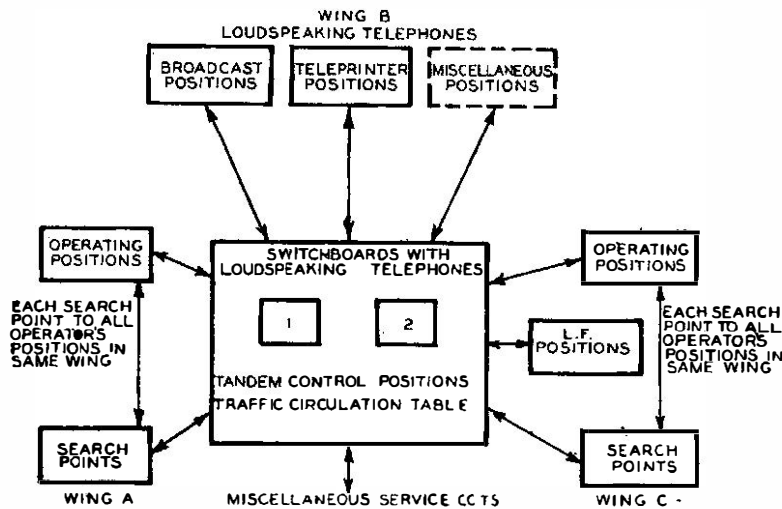 WING B
LOUDSPEAKING TELEPHONES
BROADCAST
POSITIONS
TELEPRINTER
POSITIONS
MISCELLANEOUS
POSITIONS
OPERATING
POSITIONS
SWITCHBOARDS WITH
LOUDSPEAKING TELEPHONES
OPERATING
POSITIONS
EACH SEARCH
POINT TO ALL
OPERATOR'S
POSITIONS IN
SAME WING
1
2
L.F.
POSITIONS
EACH SEARCH
POINT TO ALL
OPERATOR'S
POSITIONS IN
SAME WING
TANDEM CONTROL POSITIONS
TRAFFIC CIRCULATION TABLE
SEARCH
POINTS
SEARCH
POINTS
WING A
MISCELLANEOUS SERVICE CCTS
WING C -